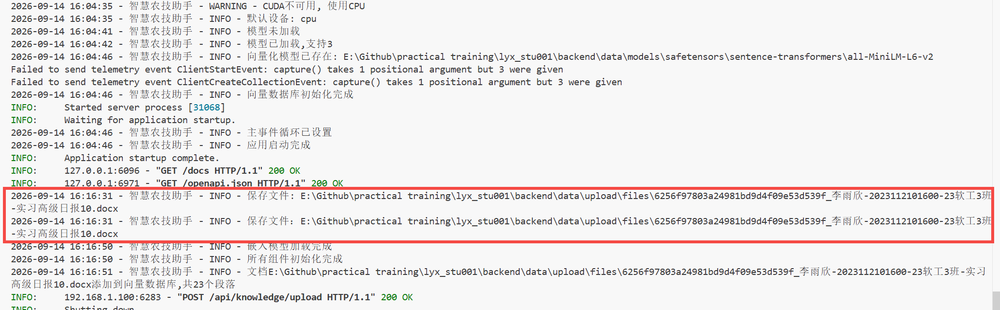 2026-09-14 16:04:35 - 智慧农技助手 - WARNING - CUDA不可用, 使用CPU
2026-09-14 16:04:35 - 智慧农技助手 - INFO - 默认设备: cpu
2026-09-14 16:04:41 - 智慧农技助手 - INFO - 模型未加载
2026-09-14 16:04:42 - 智慧农技助手 - INFO - 模型已加载,支持3
2026-09-14 16:04:46 - 智慧农技助手 - INFO - 向量化模型已存在: E:\Github\practical training\lyx_stu001\backend\data\models\safetensors\sentence-transformers\all-MiniLM-L6-v2
Failed to send telemetry event ClientStartEvent: capture() takes 1 positional argument but 3 were given
Failed to send telemetry event ClientCreateCollectionEvent: capture() takes 1 positional argument but 3 were given
2026-09-14 16:04:46 - 智慧农技助手 - INFO - 向量数据库初始化完成
INFO:     Started server process [31068]
INFO:     Waiting for application startup.
2026-09-14 16:04:46 - 智慧农技助手 - INFO - 主事件循环已设置
2026-09-14 16:04:46 - 智慧农技助手 - INFO - 应用启动完成
INFO:     Application startup complete.
INFO:     127.0.0.1:6096 - "GET /docs HTTP/1.1" 200 OK
INFO:     127.0.0.1:6971 - "GET /openapi.json HTTP/1.1" 200 OK
2026-09-14 16:16:31 - 智慧农技助手 - INFO - 保存文件: E:\Github\practical training\lyx_stu001\backend\data\upload\files\6256f97803a24981bd9d4f09e53d539f_李雨欣-2023112101600-23软工3班
-实习高级日报10.docx
2026-09-14 16:16:31 - 智慧农技助手 - INFO - 保存文件: E:\Github\practical training\lyx_stu001\backend\data\upload\files\6256f97803a24981bd9d4f09e53d539f_李雨欣-2023112101600-23软工3班
-实习高级日报10.docx
2026-09-14 16:16:50 - 智慧农技助手 - INFO - 嵌入模型加载完成
2026-09-14 16:16:50 - 智慧农技助手 - INFO - 所有组件初始化完成
2026-09-14 16:16:51 - 智慧农技助手 - INFO - 文档E:\Github\practical training\lyx_stu001\backend\data\upload\files\6256f97803a24981bd9d4f09e53d539f_李雨欣-2023112101600-23软工3班-实习
高级日报10.docx添加到向量数据库,共23个段落
INFO:     192.168.1.100:6283 - "POST /api/knowledge/upload HTTP/1.1" 200 OK
INFO:     Shutting down